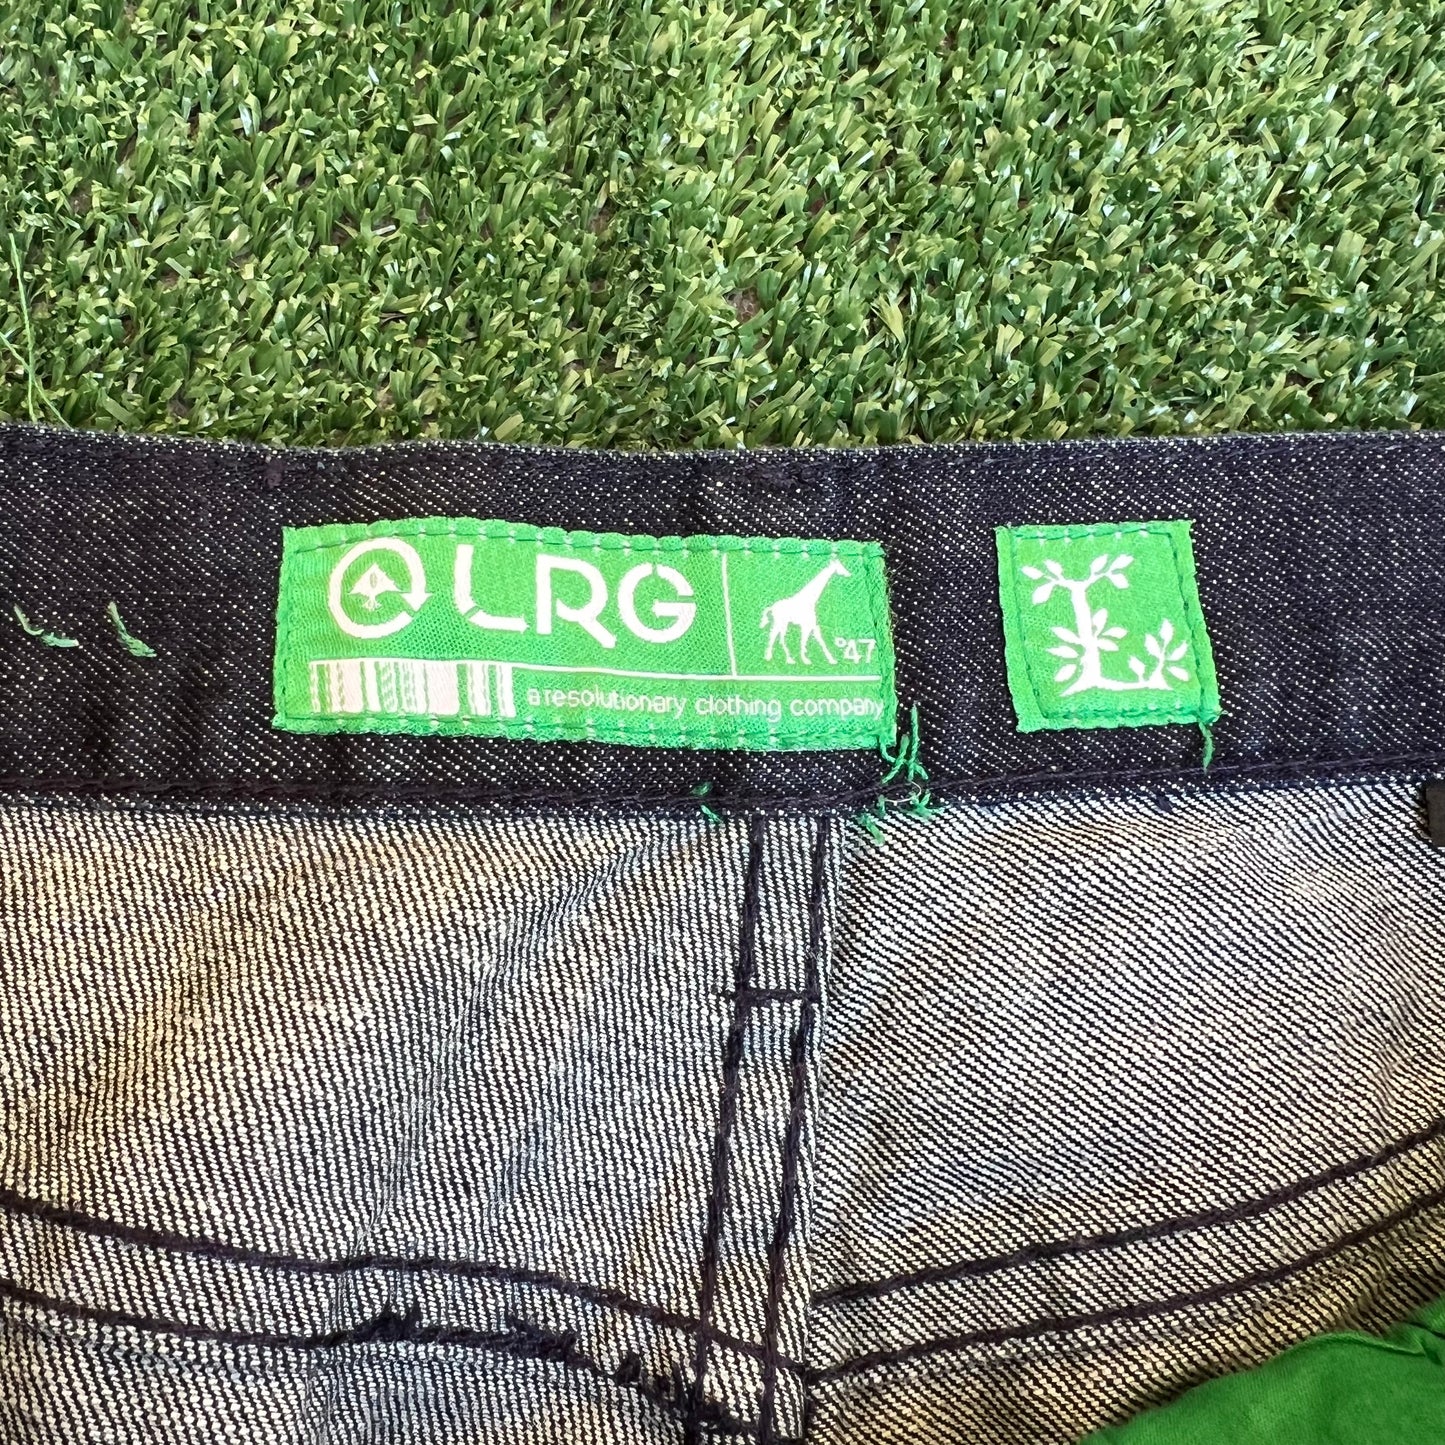 LRG
°47
a resolutionary clothing company